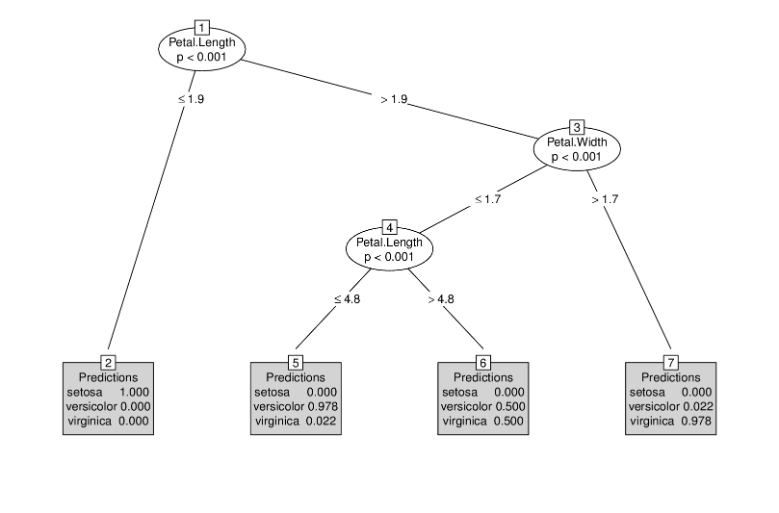 1
Petal.Length
p < 0.001
≤ 1.9
> 1.9
3
Petal.Width
p < 0.001
≤ 1.7
> 1.7
4
Petal.Length
p < 0.001
≤ 4.8
> 4.8
2
Predictions
setosa 1.000
versicolor 0.000
virginica 0.000
5
Predictions
setosa 0.000
versicolor 0.978
virginica 0.022
6
Predictions
setosa 0.000
versicolor 0.500
virginica 0.500
7
Predictions
setosa 0.000
versicolor 0.022
virginica 0.978